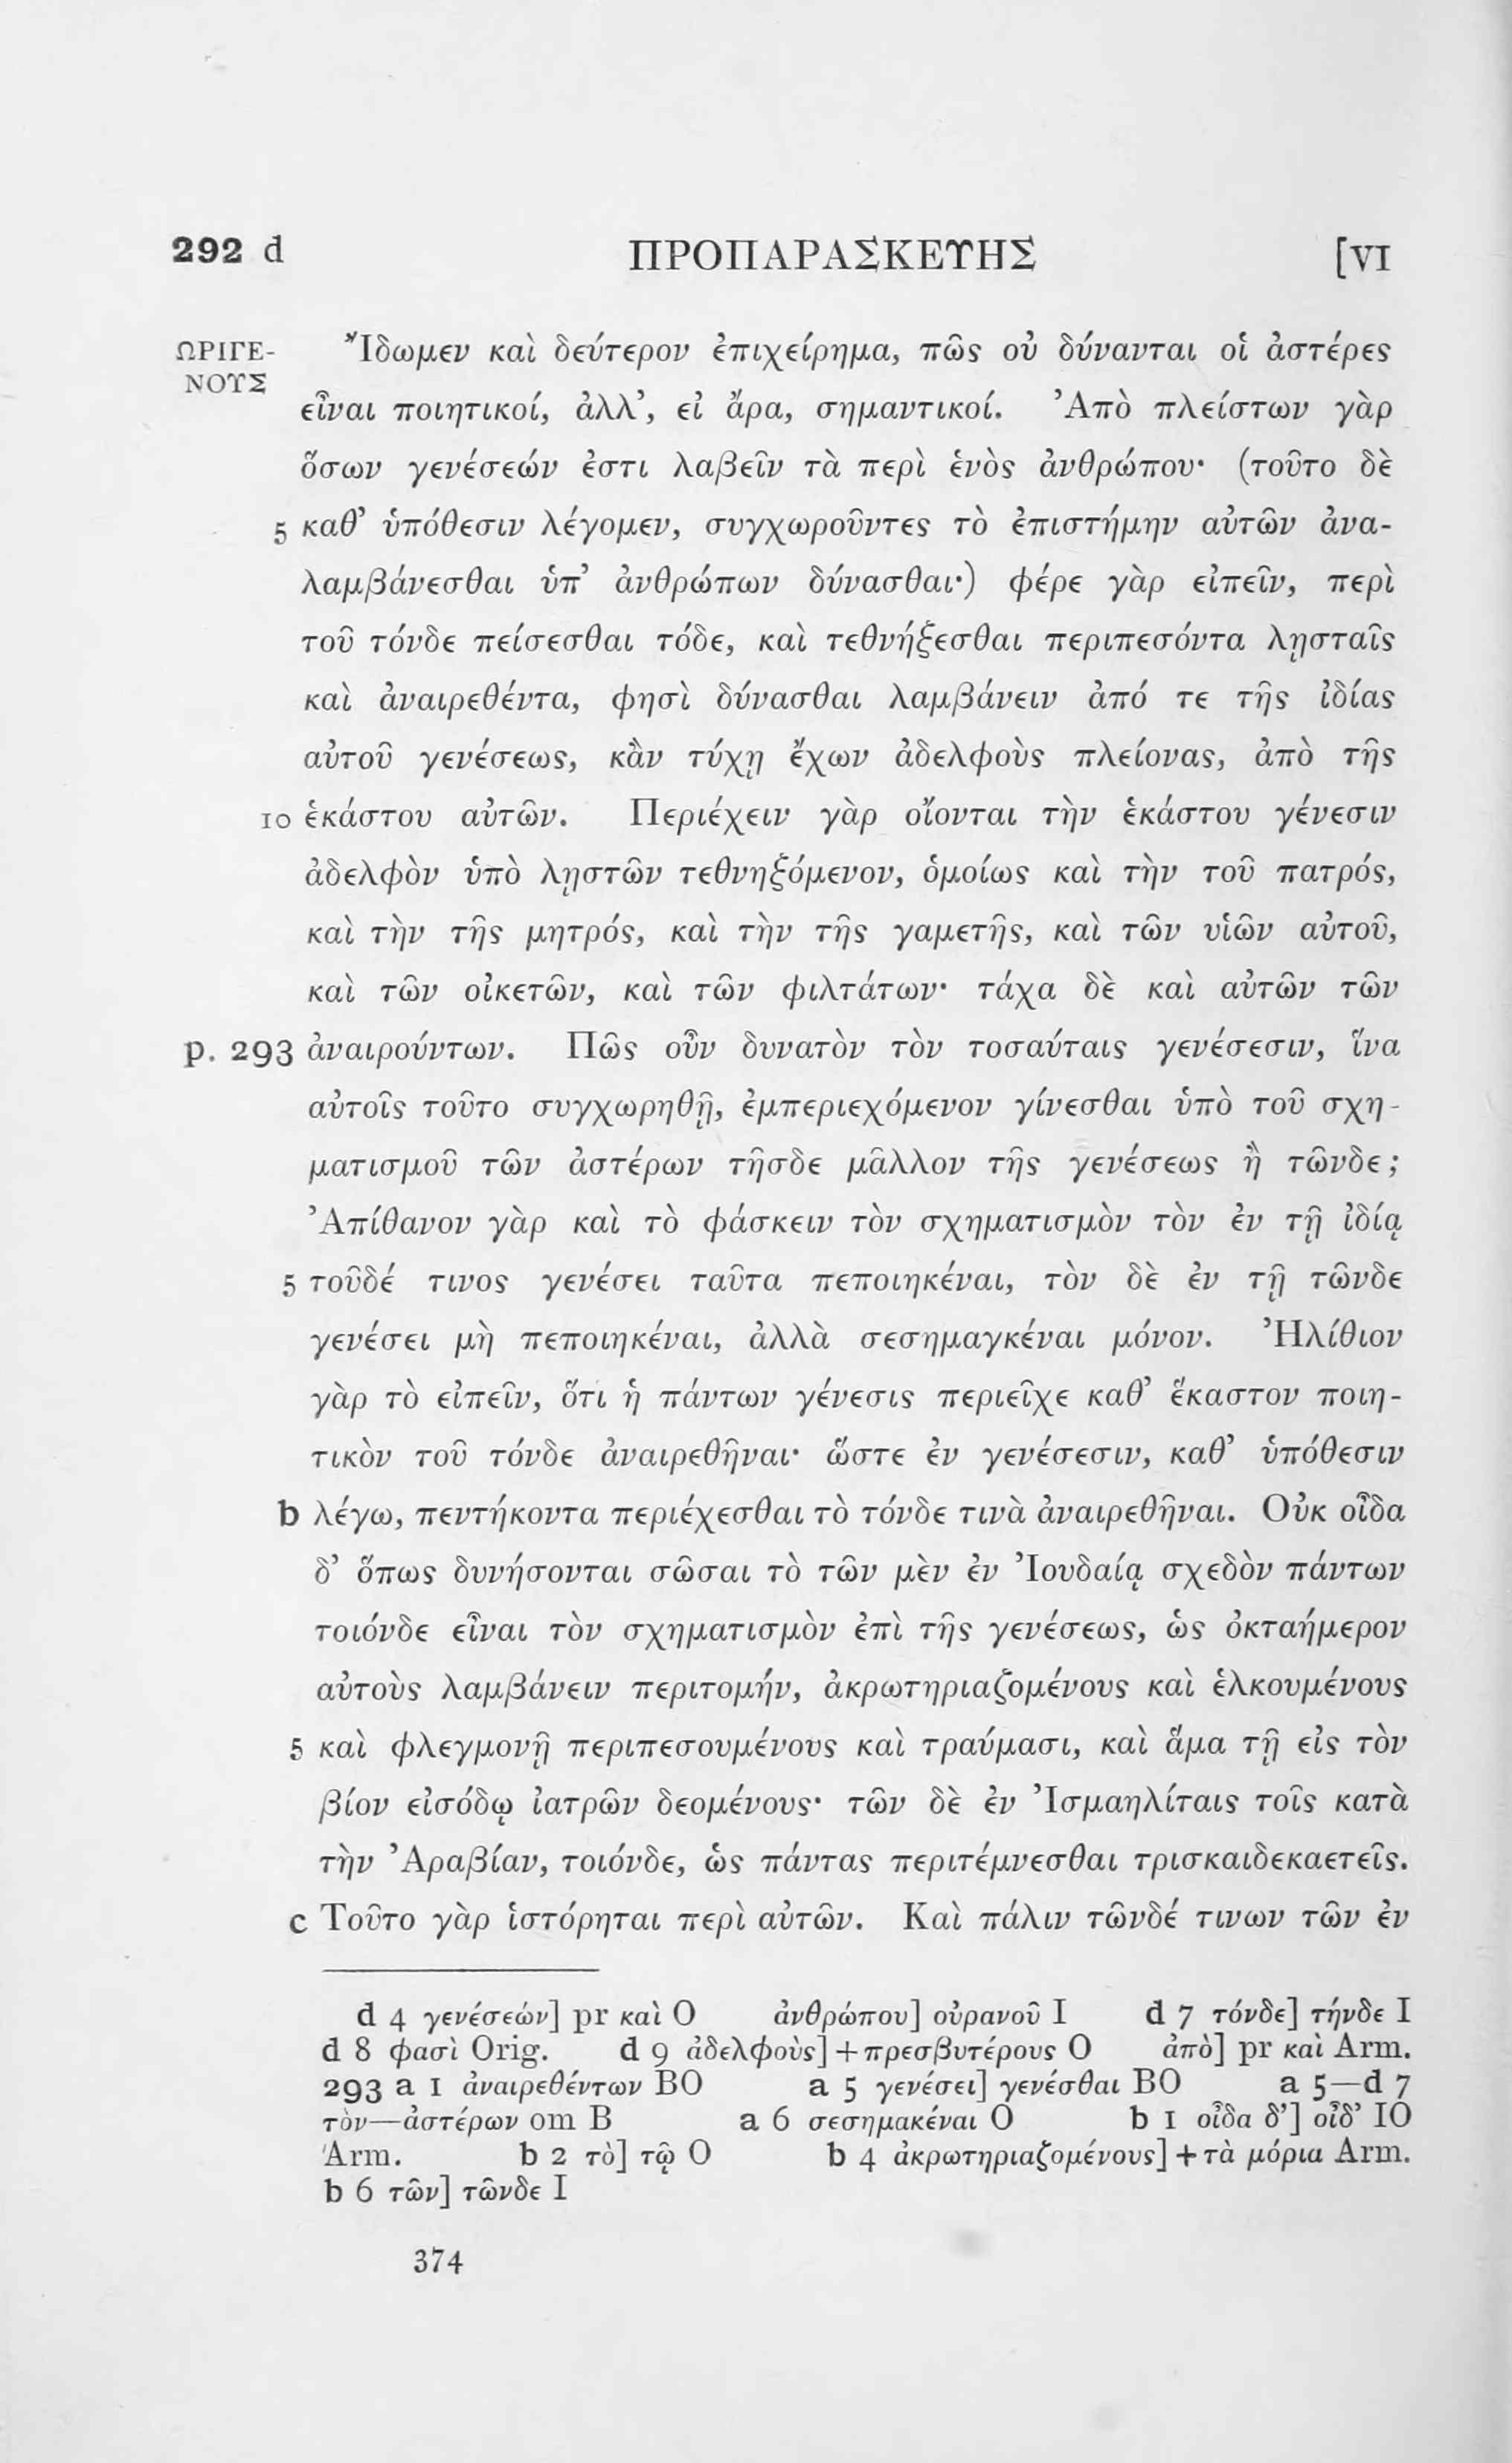 292 d ΠΡΟΠΑΡΑΣΚΕΥΗΣ [VI
ΩΡΙΓΕ- Ἴδωμεν καὶ δεύτερον ἐπιχείρημα, πῶς οὐ δύνανται οἱ ἀστέρες
ΝΟΥΣ
εἶναι ποιητικοί, ἀλλ’, εἰ ἄρα, σημαντικοί. Ἀπὸ πλείστων γὰρ
ὅσων γενέσεών ἐστι λαβεῖν τὰ περὶ ἑνὸς ἀνθρώπου· (τοῦτο δὲ
5 καθ’ ὑπόθεσιν λέγομεν, συγχωροῦντες τὸ ἐπιστήμην αὐτῶν ἀνα-
λαμβάνεσθαι ὑπ’ ἀνθρώπων δύνασθαι·) φέρε γὰρ εἰπεῖν, περὶ
τοῦ τόνδε πείσεσθαι τόδε, καὶ τεθνήξεσθαι περιπεσόντα λῃσταῖς
καὶ ἀναιρεθέντα, φησὶ δύνασθαι λαμβάνειν ἀπό τε τῆς ἰδίας
αὐτοῦ γενέσεως, κἂν τύχῃ ἔχων ἀδελφοὺς πλείονας, ἀπὸ τῆς
10 ἑκάστου αὐτῶν. Περιέχειν γὰρ οἴονται τὴν ἑκάστου γένεσιν
ἀδελφὸν ὑπὸ λῃστῶν τεθνηξόμενον, ὁμοίως καὶ τὴν τοῦ πατρός,
καὶ τὴν τῆς μητρός, καὶ τὴν τῆς γαμετῆς, καὶ τῶν υἱῶν αὐτοῦ,
καὶ τῶν οἰκετῶν, καὶ τῶν φιλτάτων· τάχα δὲ καὶ αὐτῶν τῶν
p. 293 ἀναιρούντων. Πῶς οὖν δυνατὸν τὸν τοσαύταις γενέσεσιν, ἵνα
αὐτοῖς τοῦτο συγχωρηθῇ, ἐμπεριεχόμενον γίνεσθαι ὑπὸ τοῦ σχη-
ματισμοῦ τῶν ἀστέρων τῆσδε μᾶλλον τῆς γενέσεως ἢ τῶνδε;
Ἀπίθανον γὰρ καὶ τὸ φάσκειν τὸν σχηματισμὸν τὸν ἐν τῇ ἰδίᾳ
5 τοῦδέ τινος γενέσει ταῦτα πεποιηκέναι, τὸν δὲ ἐν τῇ τῶνδε
γενέσει μὴ πεποιηκέναι, ἀλλὰ σεσημαγκέναι μόνον. Ἠλίθιον
γὰρ τὸ εἰπεῖν, ὅτι ἡ πάντων γένεσις περιεῖχε καθ’ ἕκαστον ποιη-
τικὸν τοῦ τόνδε ἀναιρεθῆναι· ὥστε ἐν γενέσεσιν, καθ’ ὑπόθεσιν
b λέγω, πεντήκοντα περιέχεσθαι τὸ τόνδε τινὰ ἀναιρεθῆναι. Οὐκ οἶδα
δ’ ὅπως δυνήσονται σῶσαι τὸ τῶν μὲν ἐν Ἰουδαίᾳ σχεδὸν πάντων
τοιόνδε εἶναι τὸν σχηματισμὸν ἐπὶ τῆς γενέσεως, ὡς ὀκταήμερον
αὐτοὺς λαμβάνειν περιτομήν, ἀκρωτηριαζομένους καὶ ἑλκουμένους
5 καὶ φλεγμονῇ περιπεσουμένους καὶ τραύμασι, καὶ ἅμα τῇ εἰς τὸν
βίον εἰσόδῳ ἰατρῶν δεομένους· τῶν δὲ ἐν Ἰσμαηλίταις τοῖς κατὰ
τὴν Ἀραβίαν, τοιόνδε, ὡς πάντας περιτέμνεσθαι τρισκαιδεκαετεῖς.
c Τοῦτο γὰρ ἱστόρηται περὶ αὐτῶν. Καὶ πάλιν τῶνδέ τινων τῶν ἐν
d 4 γενέσεών] pr καὶ O ἀνθρώπου] οὐρανοῦ I d 7 τόνδε] τήνδε I
d 8 φασὶ Orig. d 9 ἀδελφοὺς] + πρεσβυτέρους O ἀπὸ] pr καὶ Arm.
293 a 1 ἀναιρεθέντων BO a 5 γενέσει] γενέσθαι BO a 5—d 7
τὸν—ἀστέρων om B a 6 σεσημακέναι O b 1 οἶδα δ’] οἶδ’ IO
Arm. b 2 τὸ] τῷ O b 4 ἀκρωτηριαζομένους] + τὰ μόρια Arm.
b 6 τῶν] τῶνδε I
374